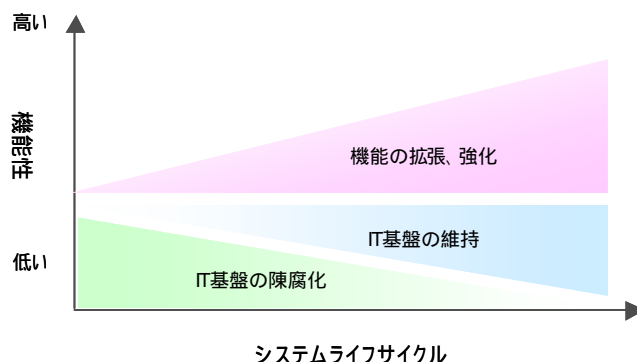 高い
機能性
機能の拡張、強化
IT基盤の維持
低い
IT基盤の陳腐化
システムライフサイクル